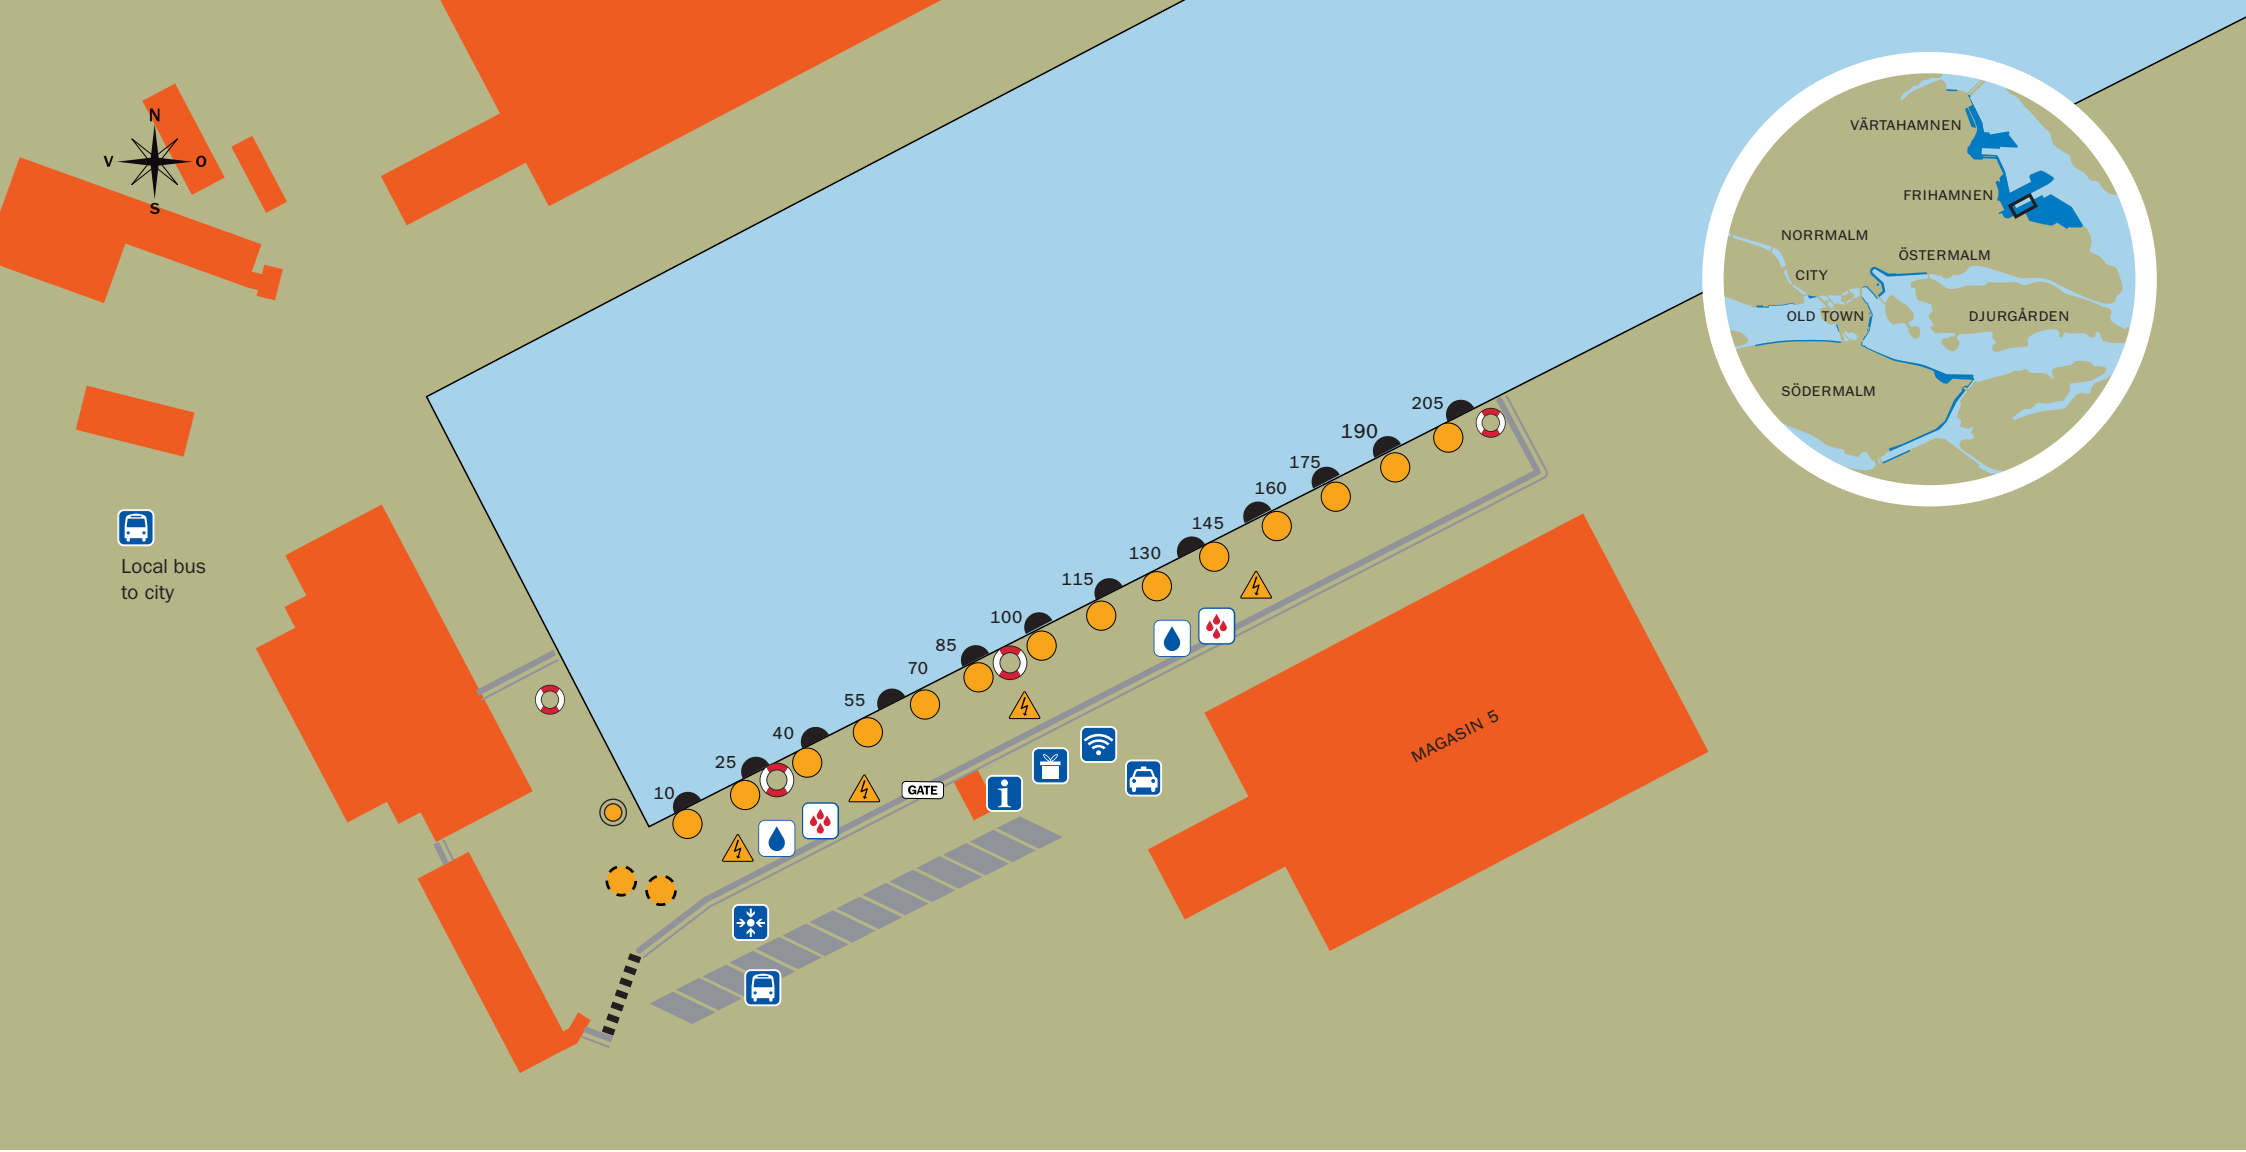 N
V
O
S
VÄRTAHAMNEN
FRIHAMNEN
NORRMALM
ÖSTERMALM
CITY
OLD TOWN
DJURGÅRDEN
SÖDERMALM
205
190
175
160
145
130
115
100
85
70
55
40
25
10
Local bus
to city
GATE
i
MAGASIN 5